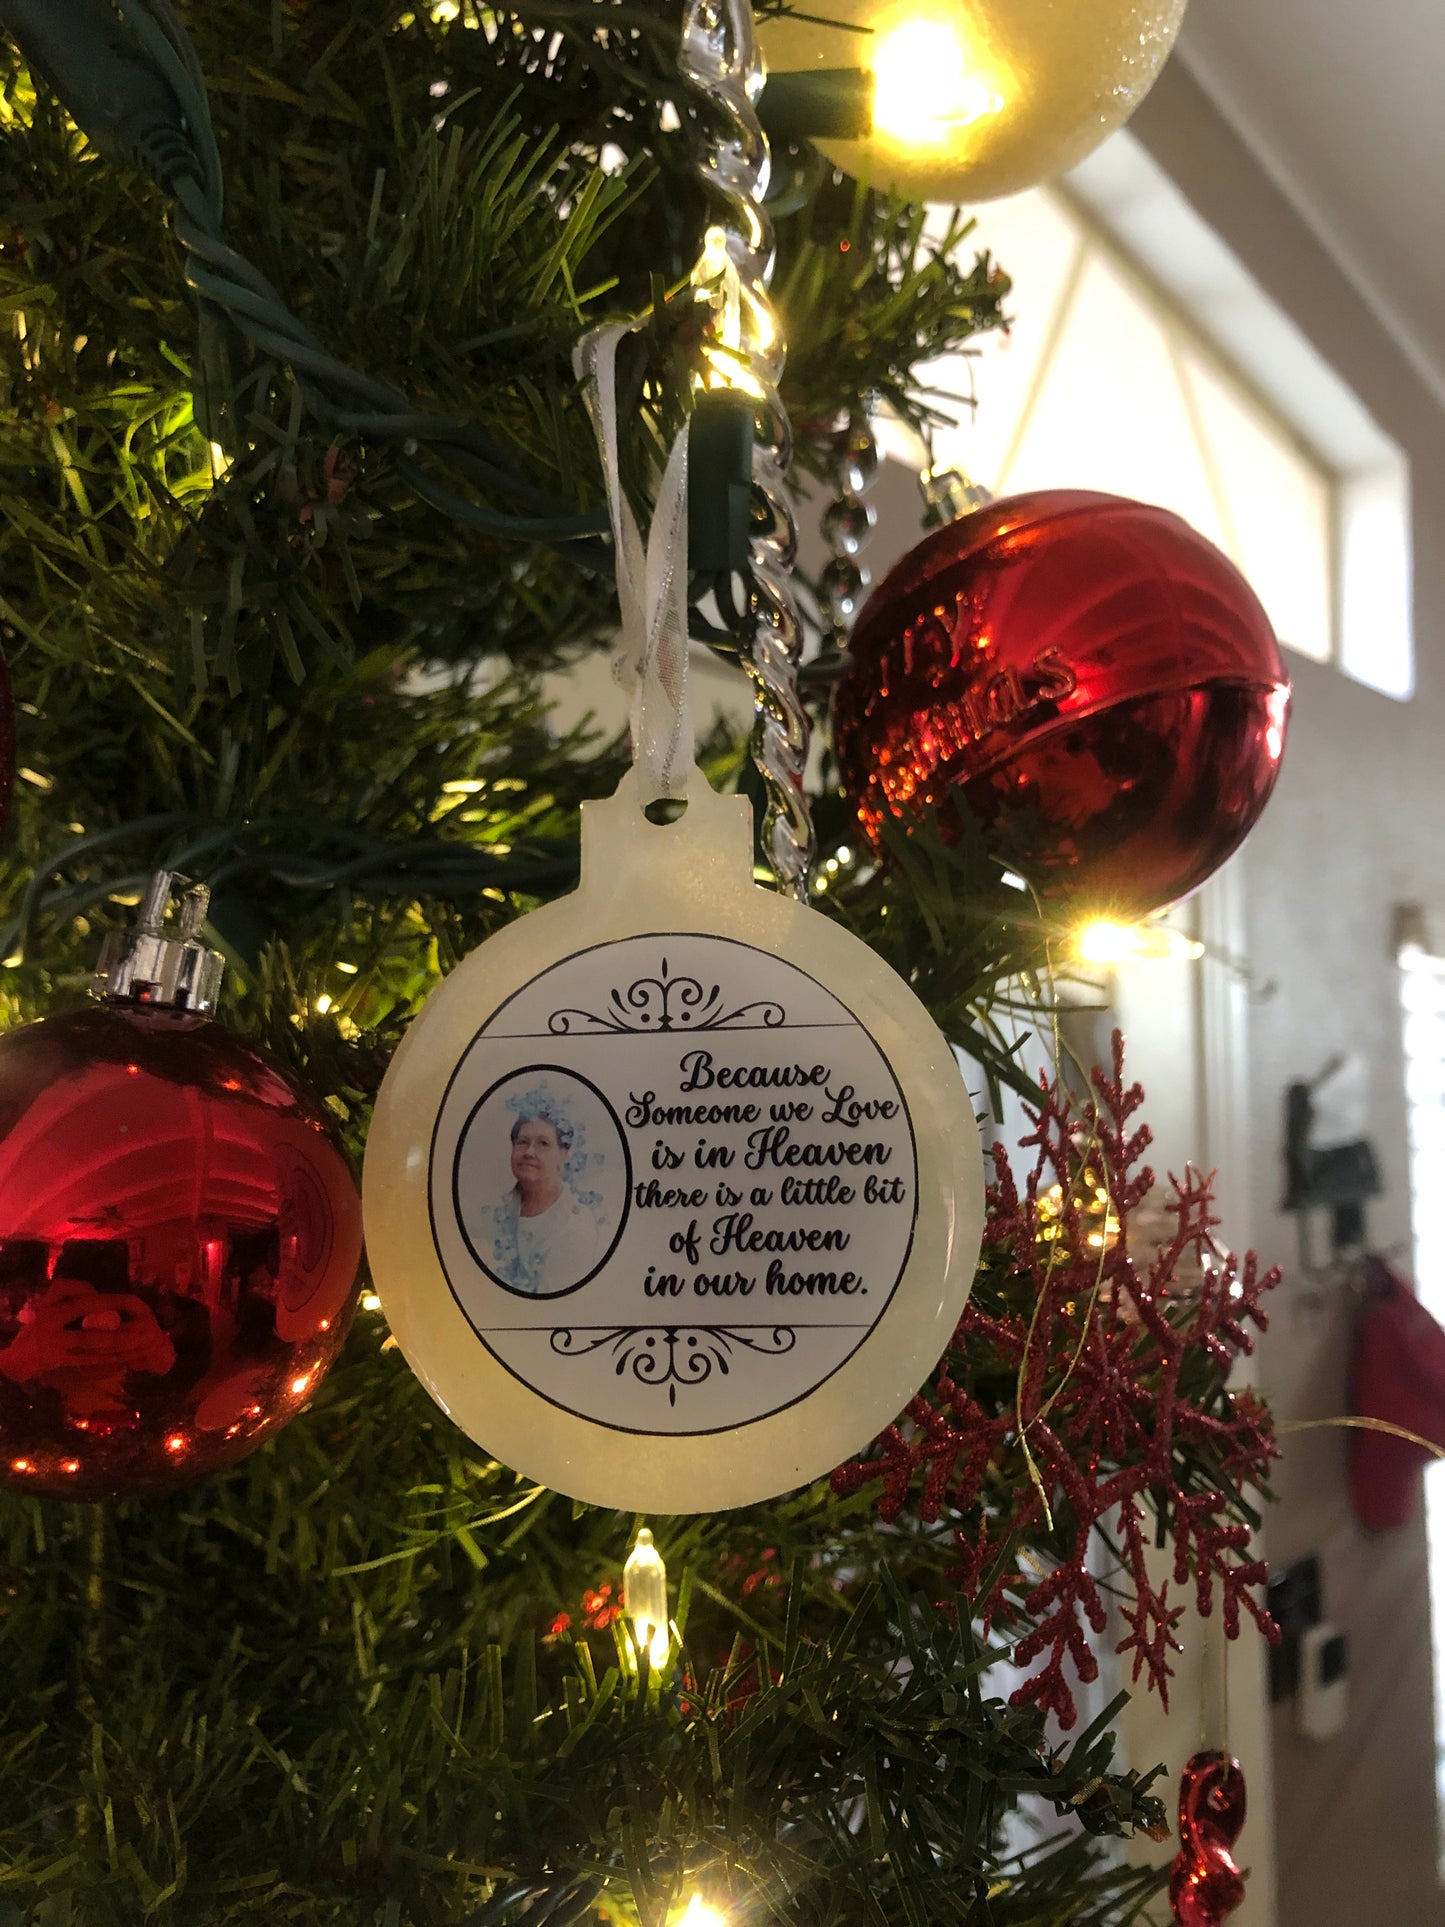 Because
Someone we Love
is in Heaven
there is a little bit
of Heaven
in our home.